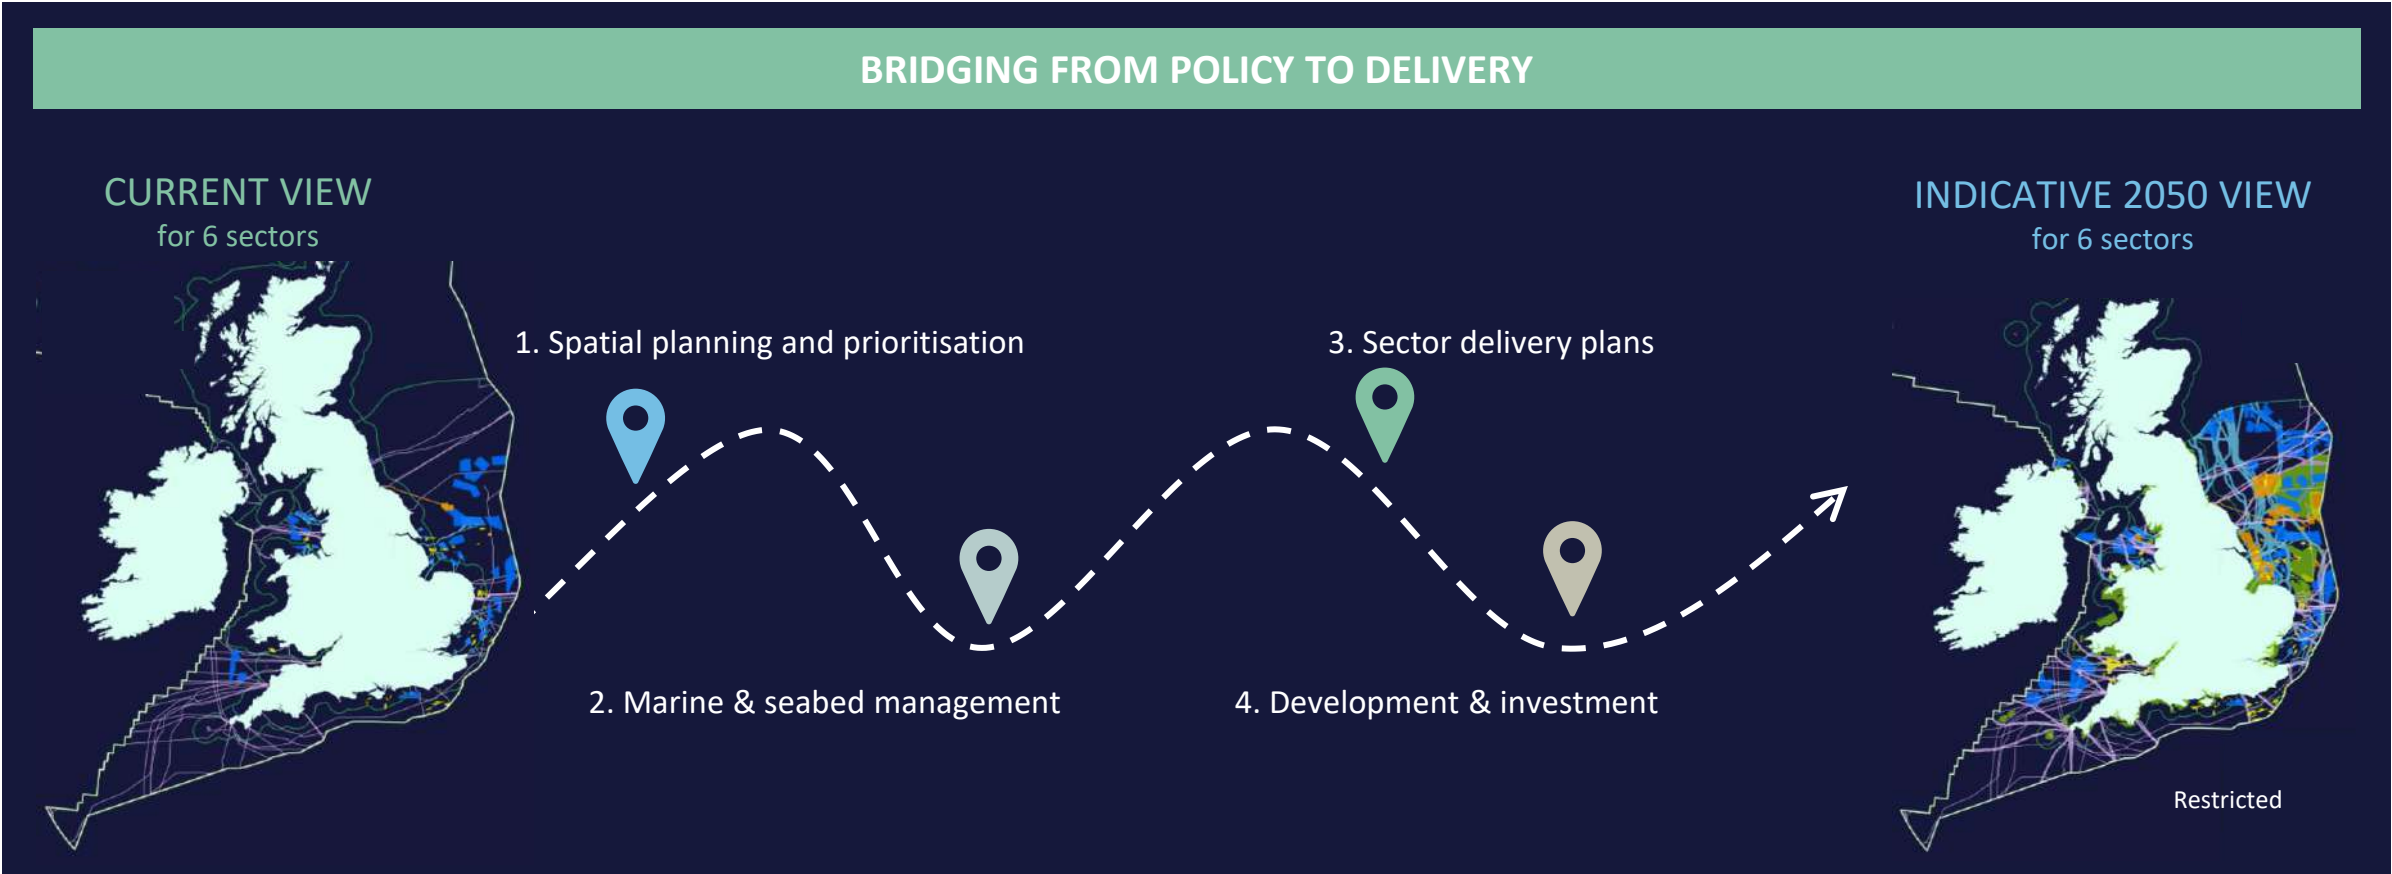 BRIDGING FROM POLICY TO DELIVERY
CURRENT VIEW
for 6 sectors
INDICATIVE 2050 VIEW
for 6 sectors
1. Spatial planning and prioritisation
3. Sector delivery plans
2. Marine & seabed management
4. Development & investment
Restricted